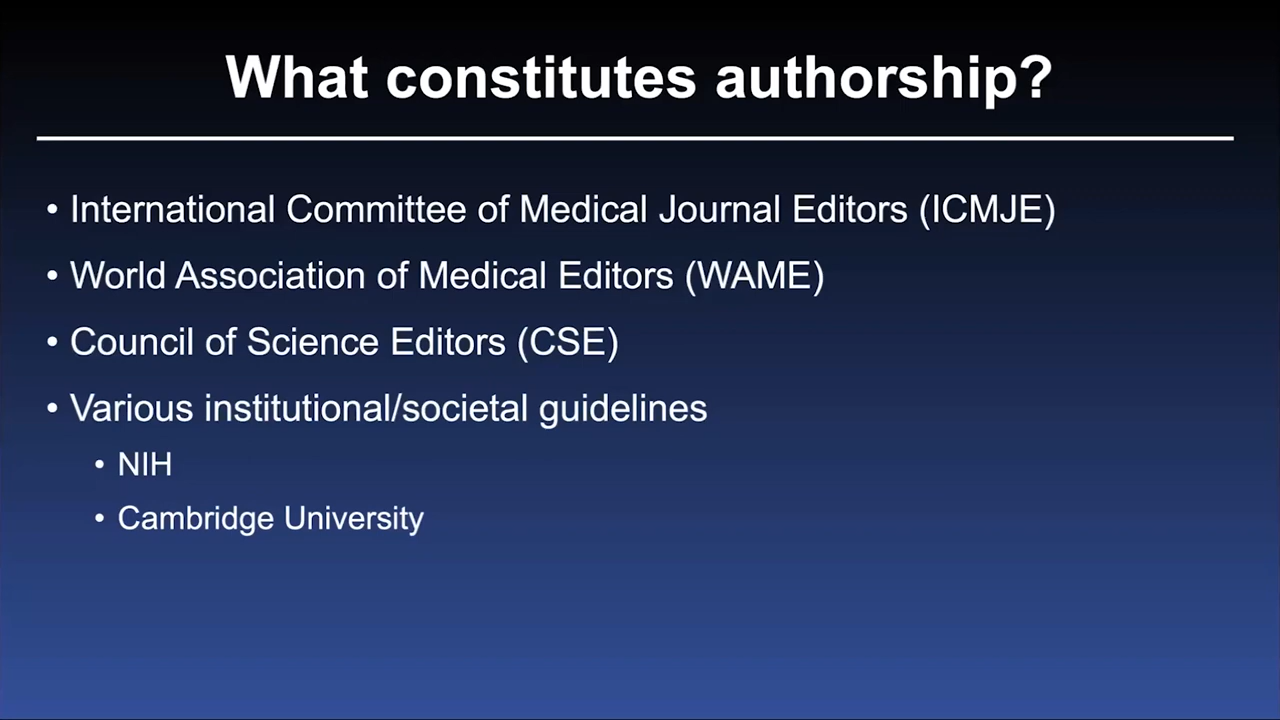 What constitutes authorship?
• International Committee of Medical Journal Editors (ICMJE)
• World Association of Medical Editors (WAME)
• Council of Science Editors (CSE)
• Various institutional/societal guidelines
• NIH
• Cambridge University